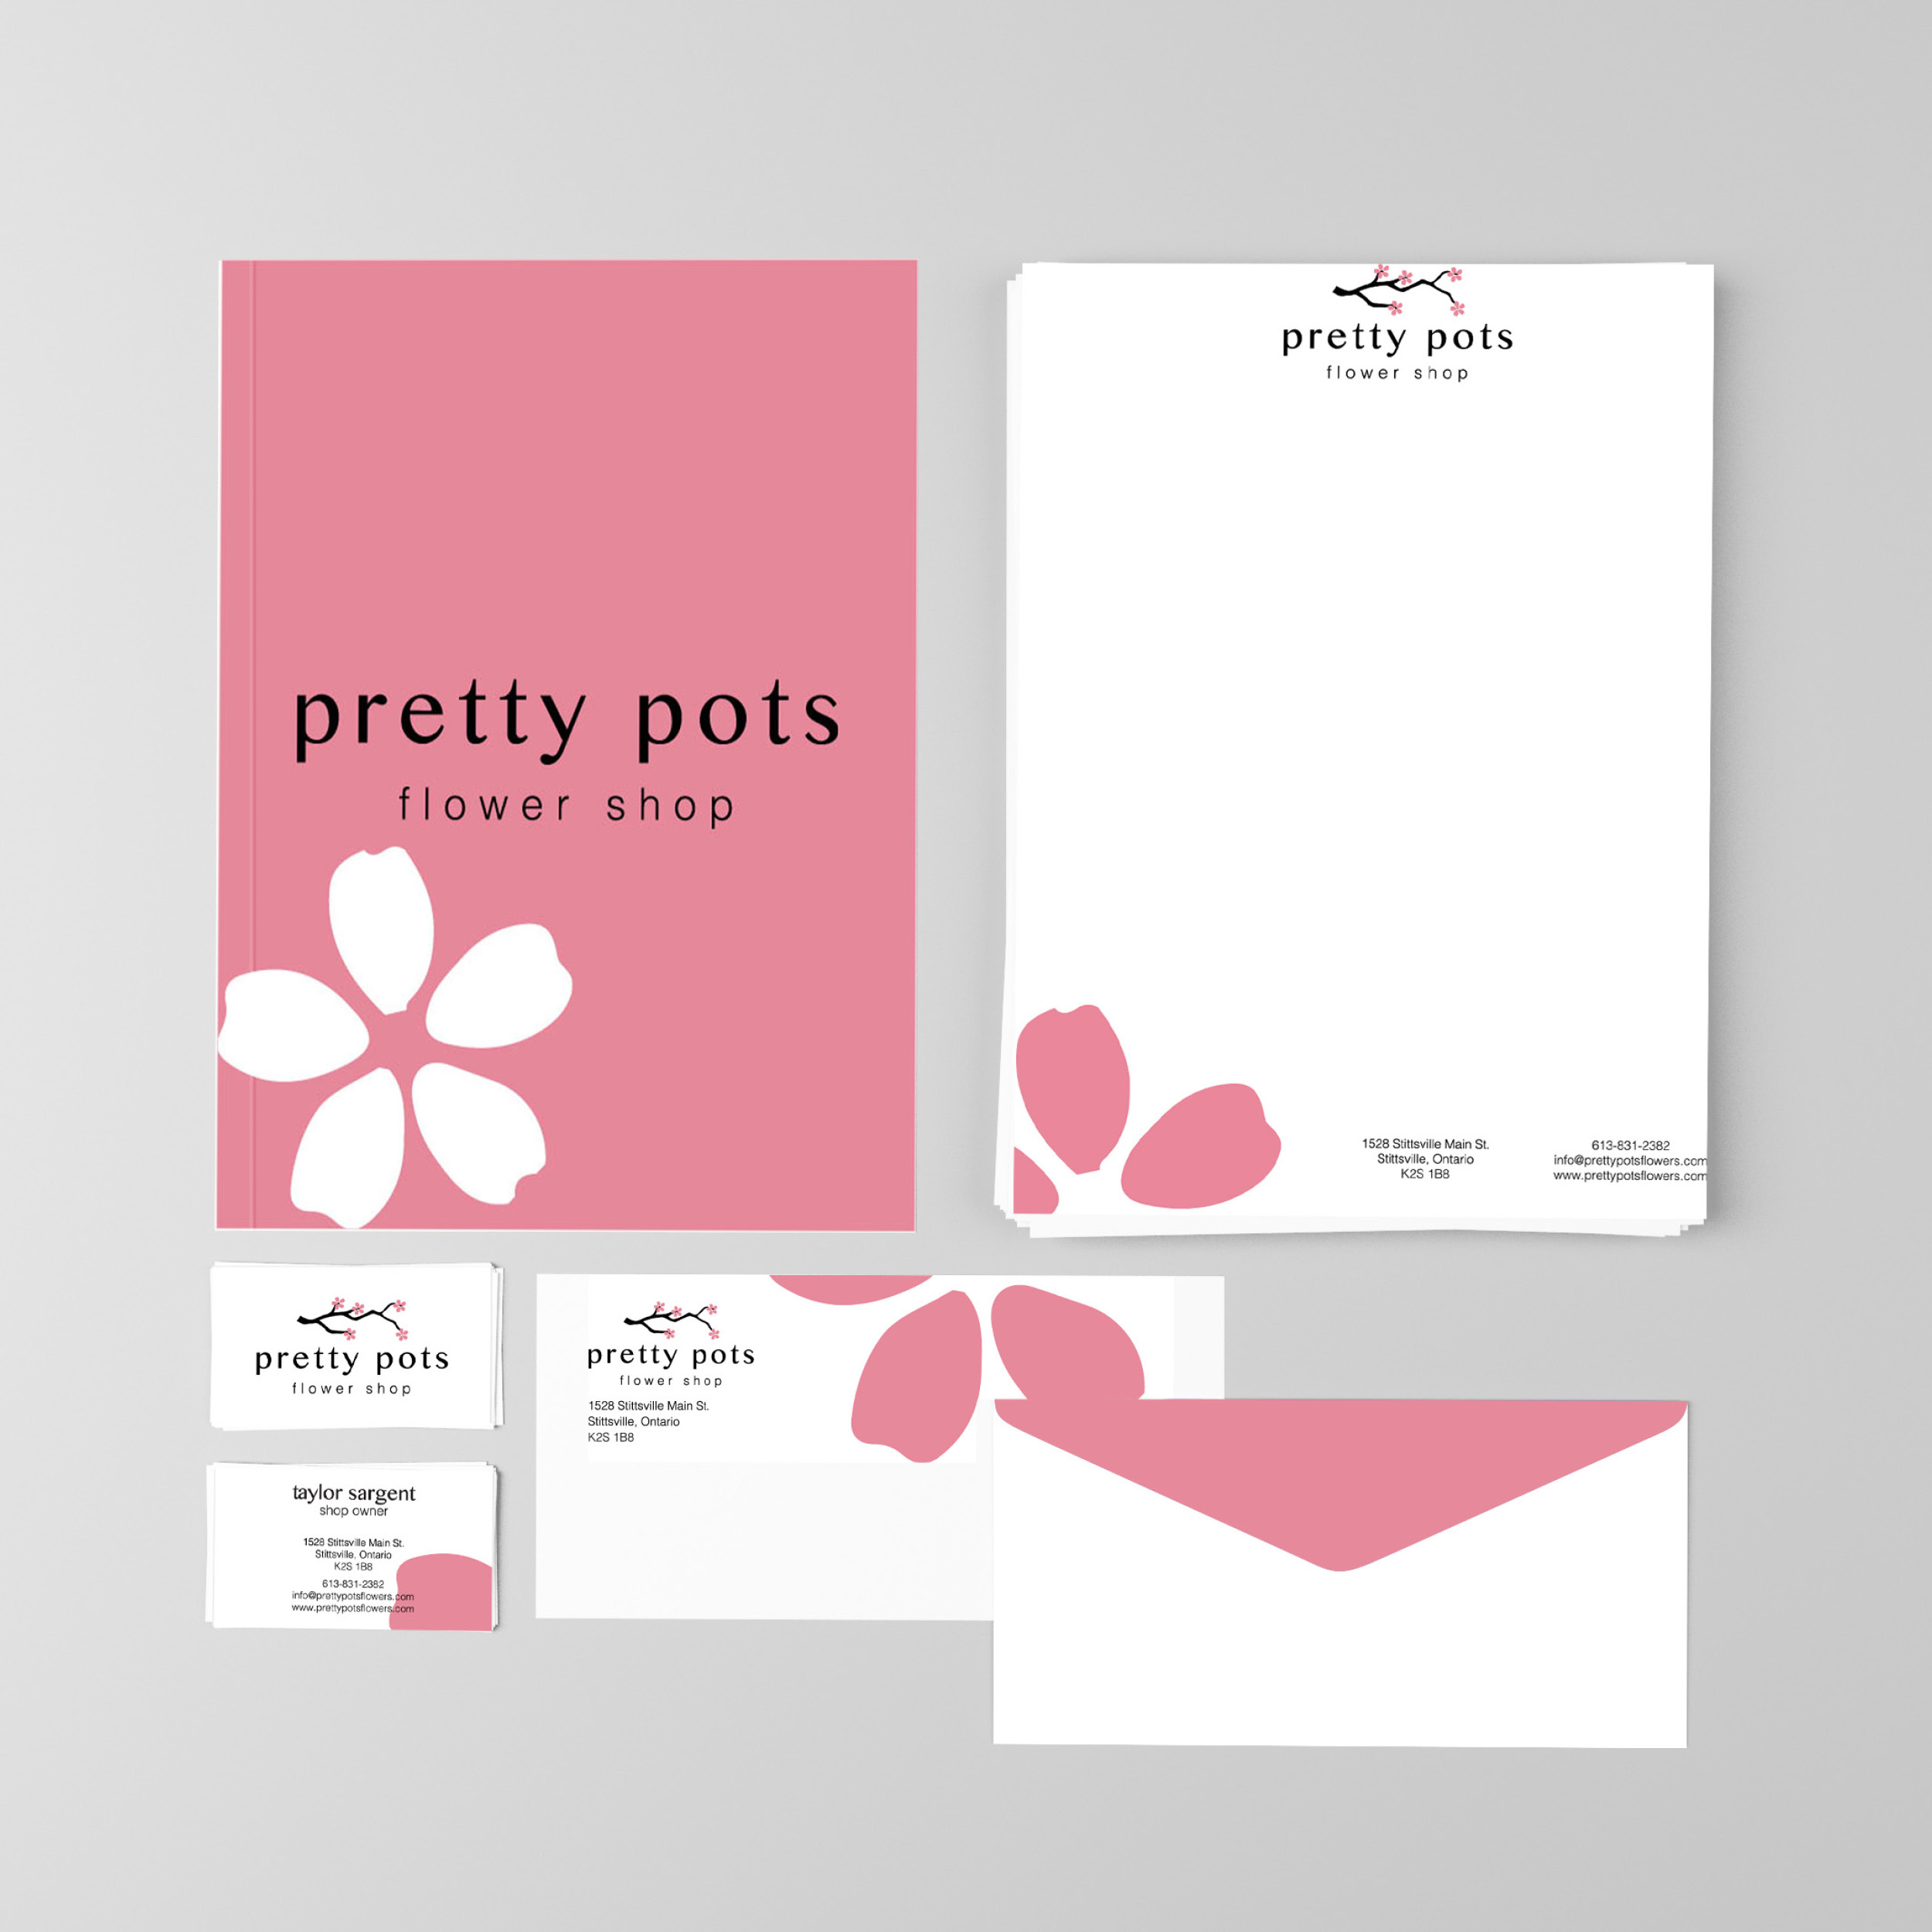 pretty pots
flower shop
pretty pots
flower shop
1528 Stittsville Main St.
Stittsville, Ontario
K2S 1B8
613-831-2382
info@prettypotsflowers.com
www.prettypotsflowers.com
pretty pots
flower shop
taylor sargent
shop owner
1528 Stittsville Main St.
Stittsville, Ontario
K2S 1B8
613-831-2382
info@prettypotsflowers.com
www.prettypotsflowers.com
pretty pots
flower shop
1528 Stittsville Main St.
Stittsville, Ontario
K2S 1B8